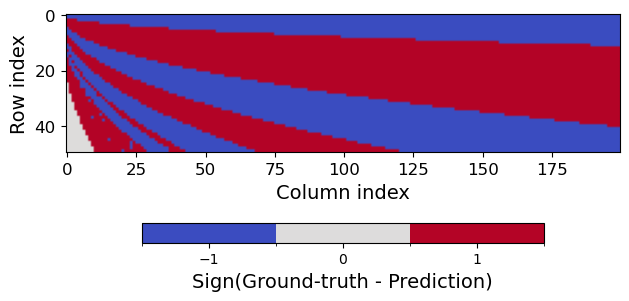 0
20
40
Row index
0 25 50 75 100 125 150 175
Column index
−1 0 1
Sign(Ground-truth - Prediction)